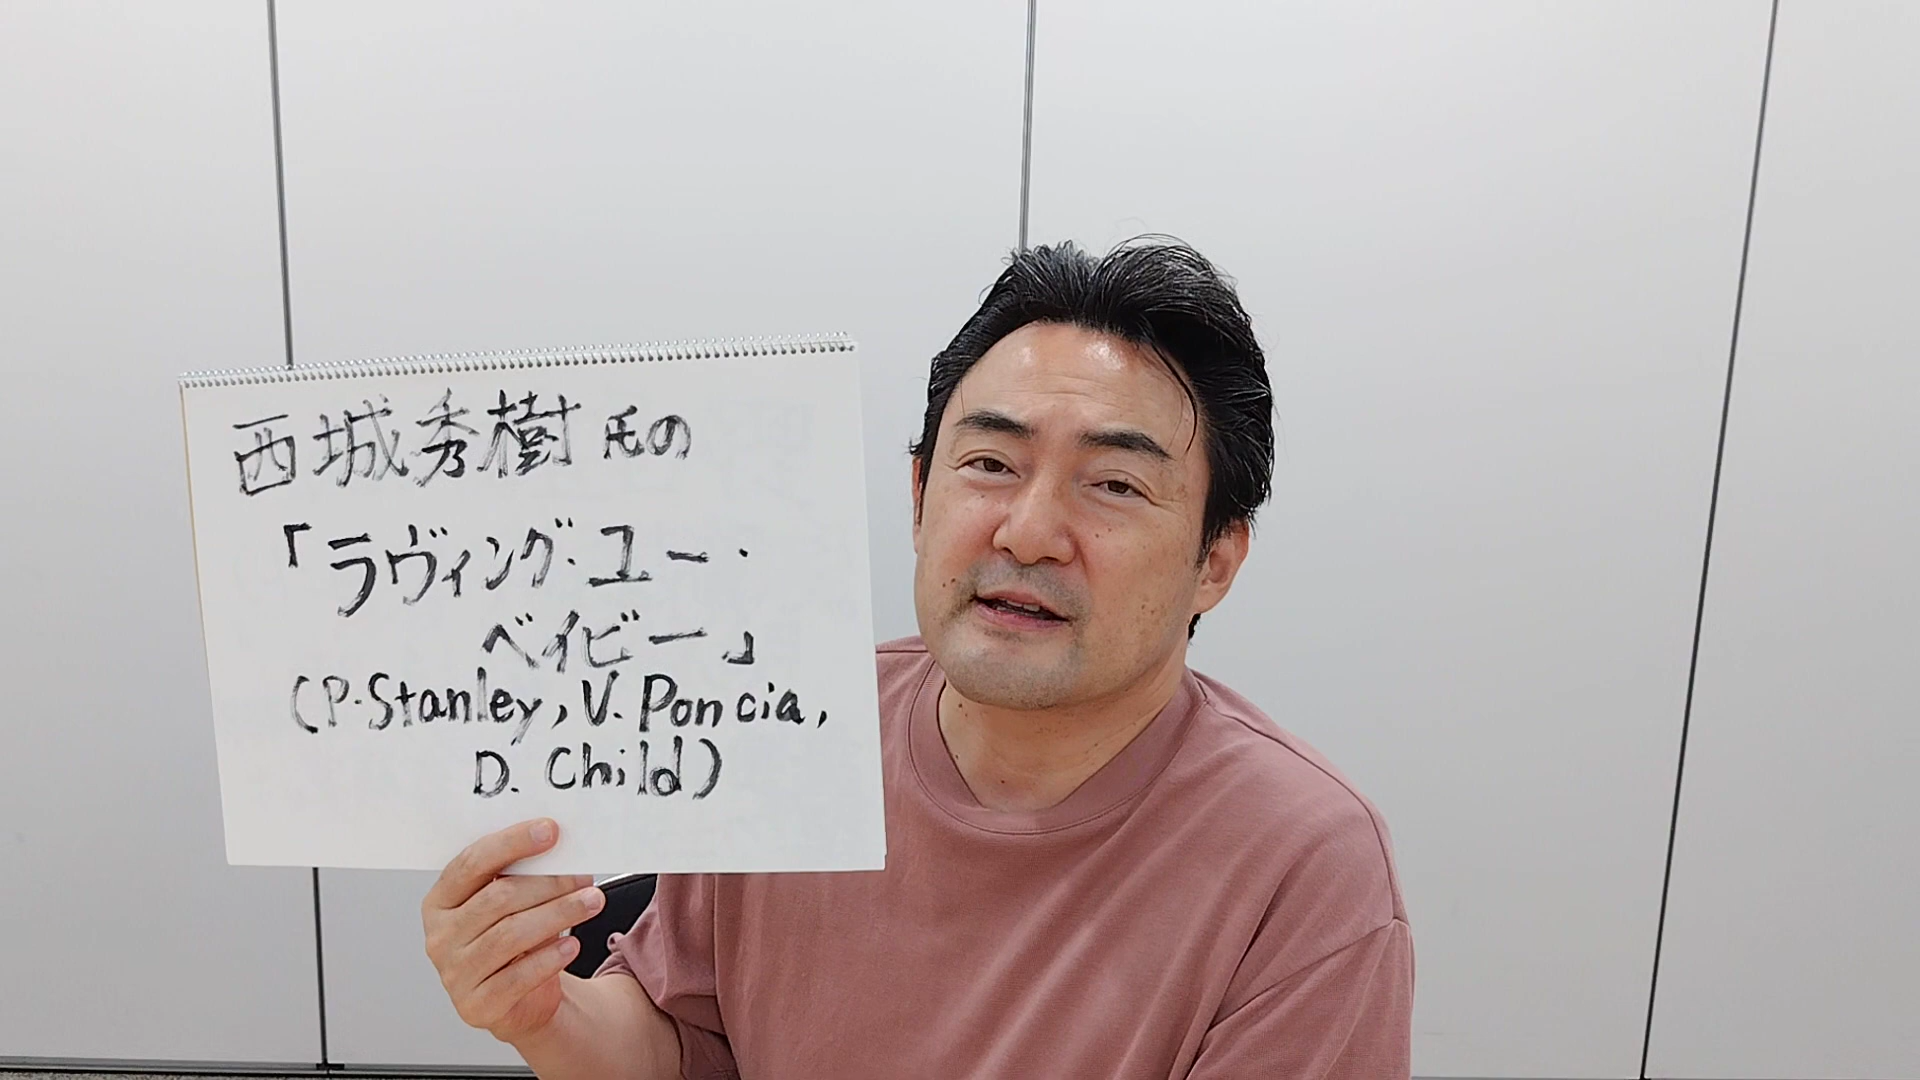 西城秀樹氏の
「ラヴィング・ユー・
ベイビー」
(P.Stanley, V. Poncia,
D. Child)